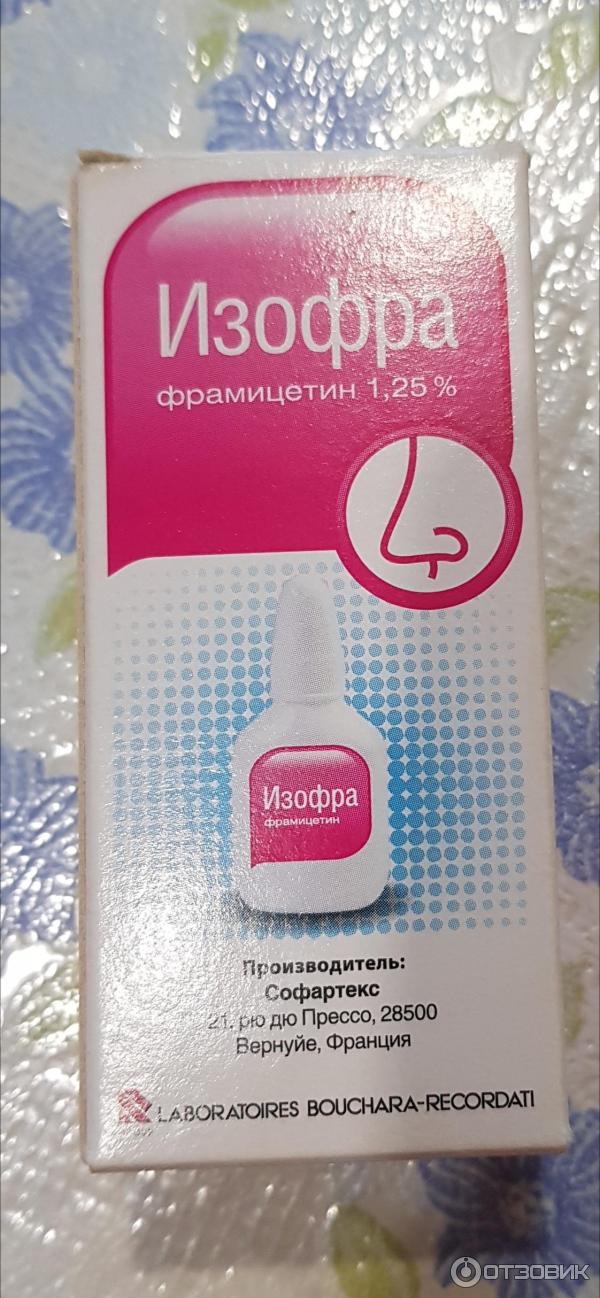 Изофра
фрамицетин 1,25%
Изофра
фрамицетин
Производитель:
Софартекс
21, рю дю Прессо, 28500
Вернуйе, Франция
LABORATOIRES BOUCHARA-RECORDATI
ОТЗОВИК